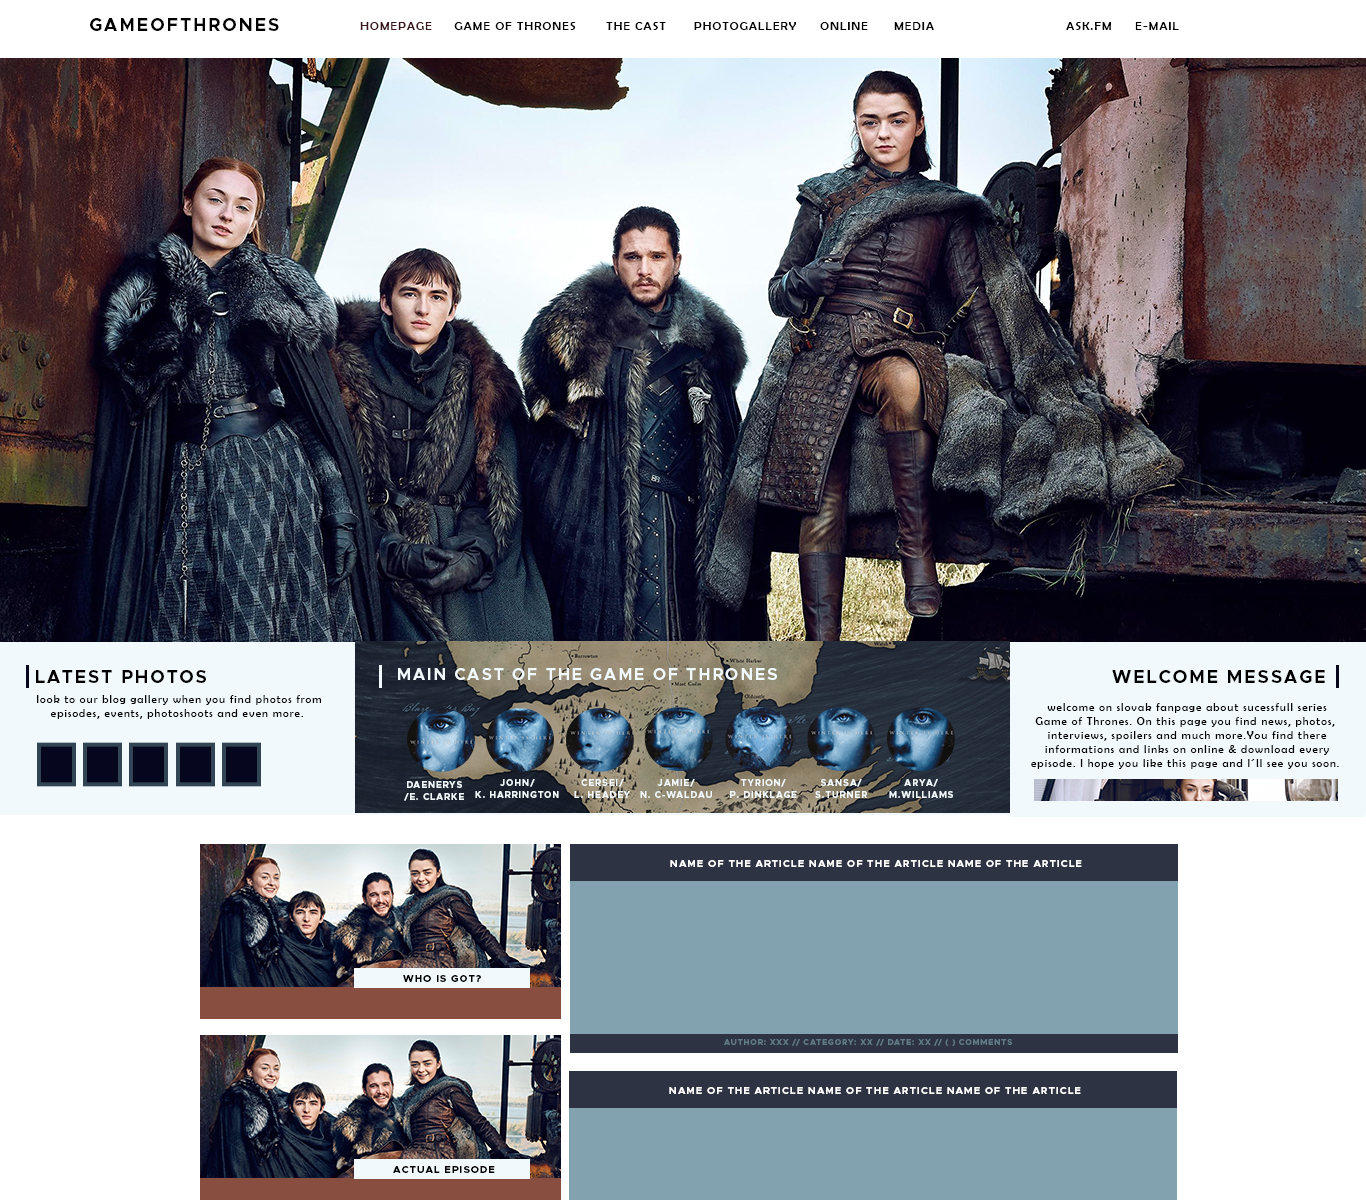 GAMEOFTHRONES
HOMEPAGE GAME OF THRONES THE CAST PHOTOGALLERY ONLINE MEDIA
ASK.FM E-MAIL
LATEST PHOTOS
look to our blog gallery when you find photos from
episodes, events, photoshoots and even more.
MAIN CAST OF THE GAME OF THRONES
DAENERYS
/E. CLARKE
JOHN/
K. HARRINGTON
CERSEI/
L. HEADEY
JAMIE/
N. C-WALDAU
TYRION/
P. DINKLAGE
SANSA/
S.TURNER
ARYA/
M.WILLIAMS
WELCOME MESSAGE
welcome on slovak fanpage about sucessfull series
Game of Thrones. On this page you find news, photos,
interviews, spoilers and much more.You find there
informations and links on online & download every
episode. I hope you like this page and I´ll see you soon.
WHO IS GOT?
NAME OF THE ARTICLE NAME OF THE ARTICLE NAME OF THE ARTICLE
AUTHOR: XXX // CATEGORY: XX // DATE: XX // ( ) COMMENTS
ACTUAL EPISODE
NAME OF THE ARTICLE NAME OF THE ARTICLE NAME OF THE ARTICLE